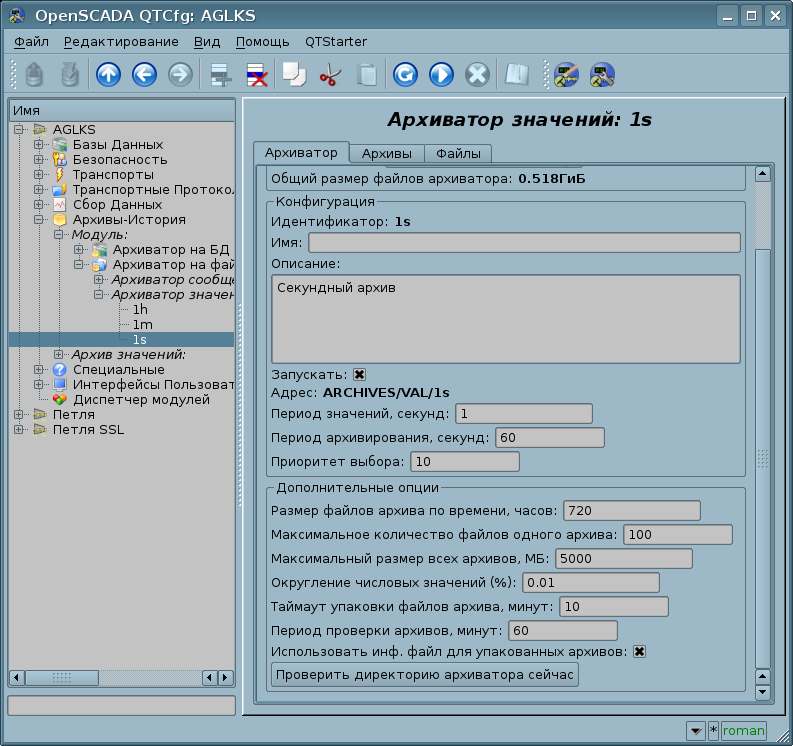 OpenSCADA QTCfg: AGLKS
Файл Редактирование Вид Помощь QTStarter
Имя
AGLKS
Базы Данных
Безопасность
Транспорты
Транспортные Протоко
Сбор Данных
Архивы-История
Модуль:
Архиватор на БД
Архиватор на фай
Архиватор сообще
Архиватор значен
1h
1m
1s
Архив значений:
Специальные
Интерфейсы Пользоват
Диспетчер модулей
Петля
Петля SSL
Архиватор значений: 1s
Архиватор Архивы Файлы
Общий размер файлов архиватора: 0.518ГиБ
Конфигурация
Идентификатор: 1s
Имя:
Описание:
Секундный архив
Запускать:
Адрес: ARCHIVES/VAL/1s
Период значений, секунд: 1
Период архивирования, секунд: 60
Приоритет выбора: 10
Дополнительные опции
Размер файлов архива по времени, часов: 720
Максимальное количество файлов одного архива: 100
Максимальный размер всех архивов, МБ: 5000
Округление числовых значений (%): 0.01
Таймаут упаковки файлов архива, минут: 10
Период проверки архивов, минут: 60
Использовать инф. файл для упакованных архивов:
Проверить директорию архиватора сейчас
* roman